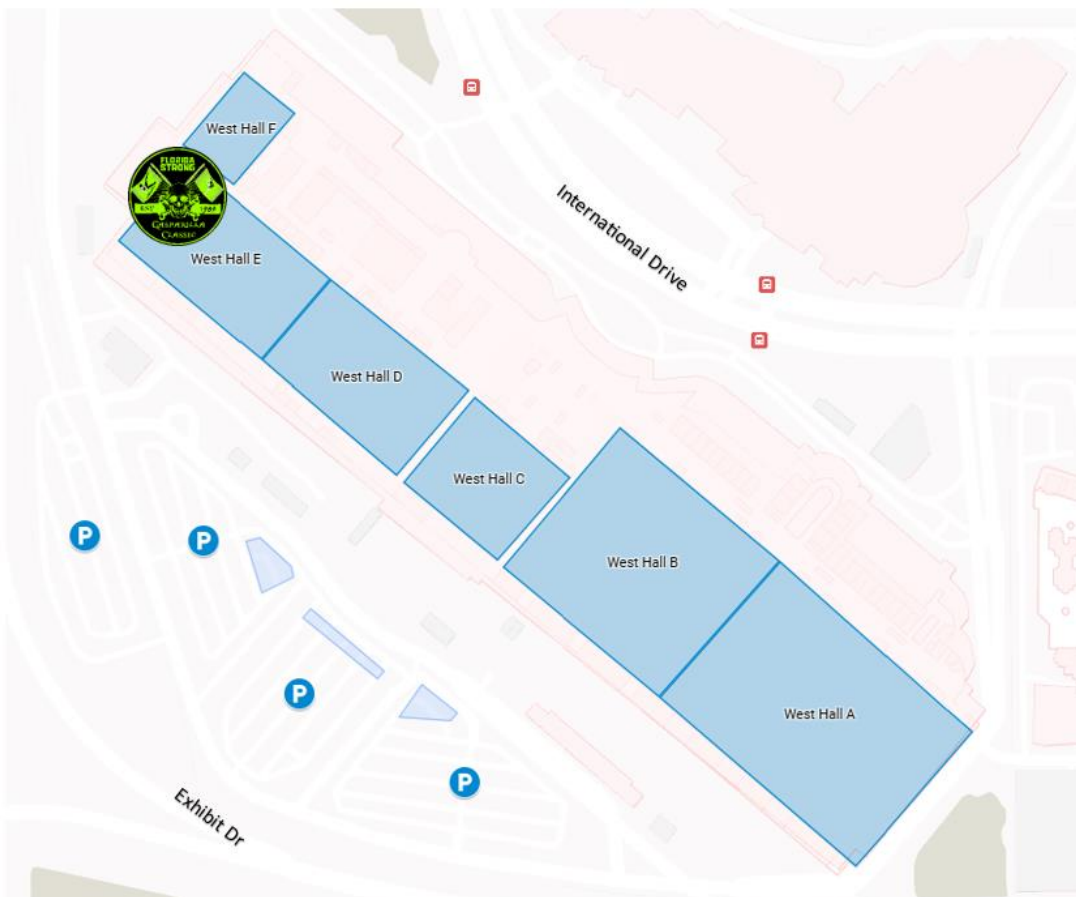 West Hall F
FLORIDA
STRONG
EST
GASPARILLA
CLASSIC
West Hall E
International Drive
West Hall D
West Hall C
West Hall B
West Hall A
P
P
P
P
Exhibit Dr